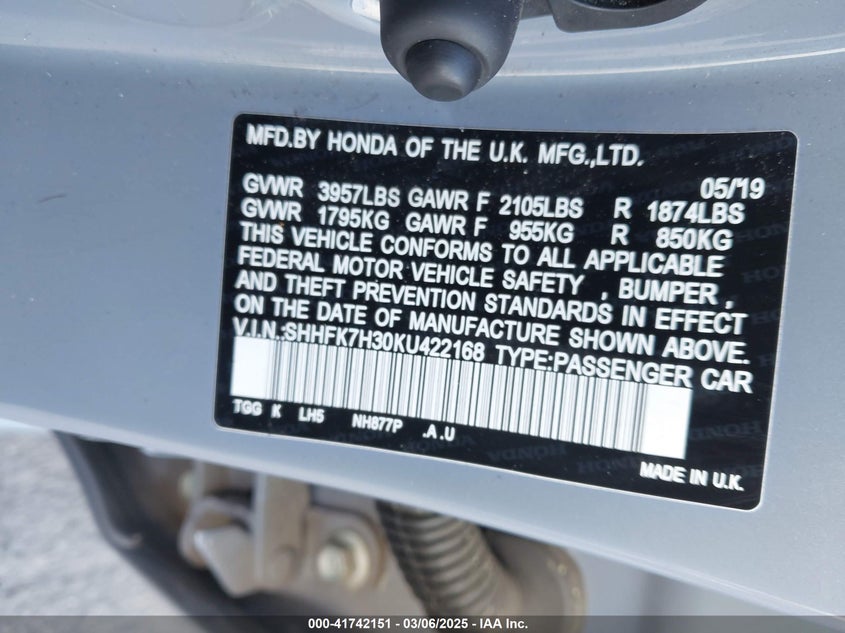 MFD.BY HONDA OF THE U.K. MFG.,LTD.
05/'19
GVWR 3957LBS GAWR F 2105LBS R 1874LBS
GVWR 1795KG GAWR F 955KG R 850KG
THIS VEHICLE CONFORMS TO ALL APPLICABLE
FEDERAL MOTOR VEHICLE SAFETY , BUMPER ,
AND THEFT PREVENTION STANDARDS IN EFFECT
ON THE DATE OF MANUFACTURE SHOWN ABOVE.
V.I.N.:SHHFK7H30KU422168 TYPE:PASSENGER CAR
TGG K LH5 NH877P .A .U
MADE IN U.K.
000-41742151 — 03/06/2025 — IAA Inc.